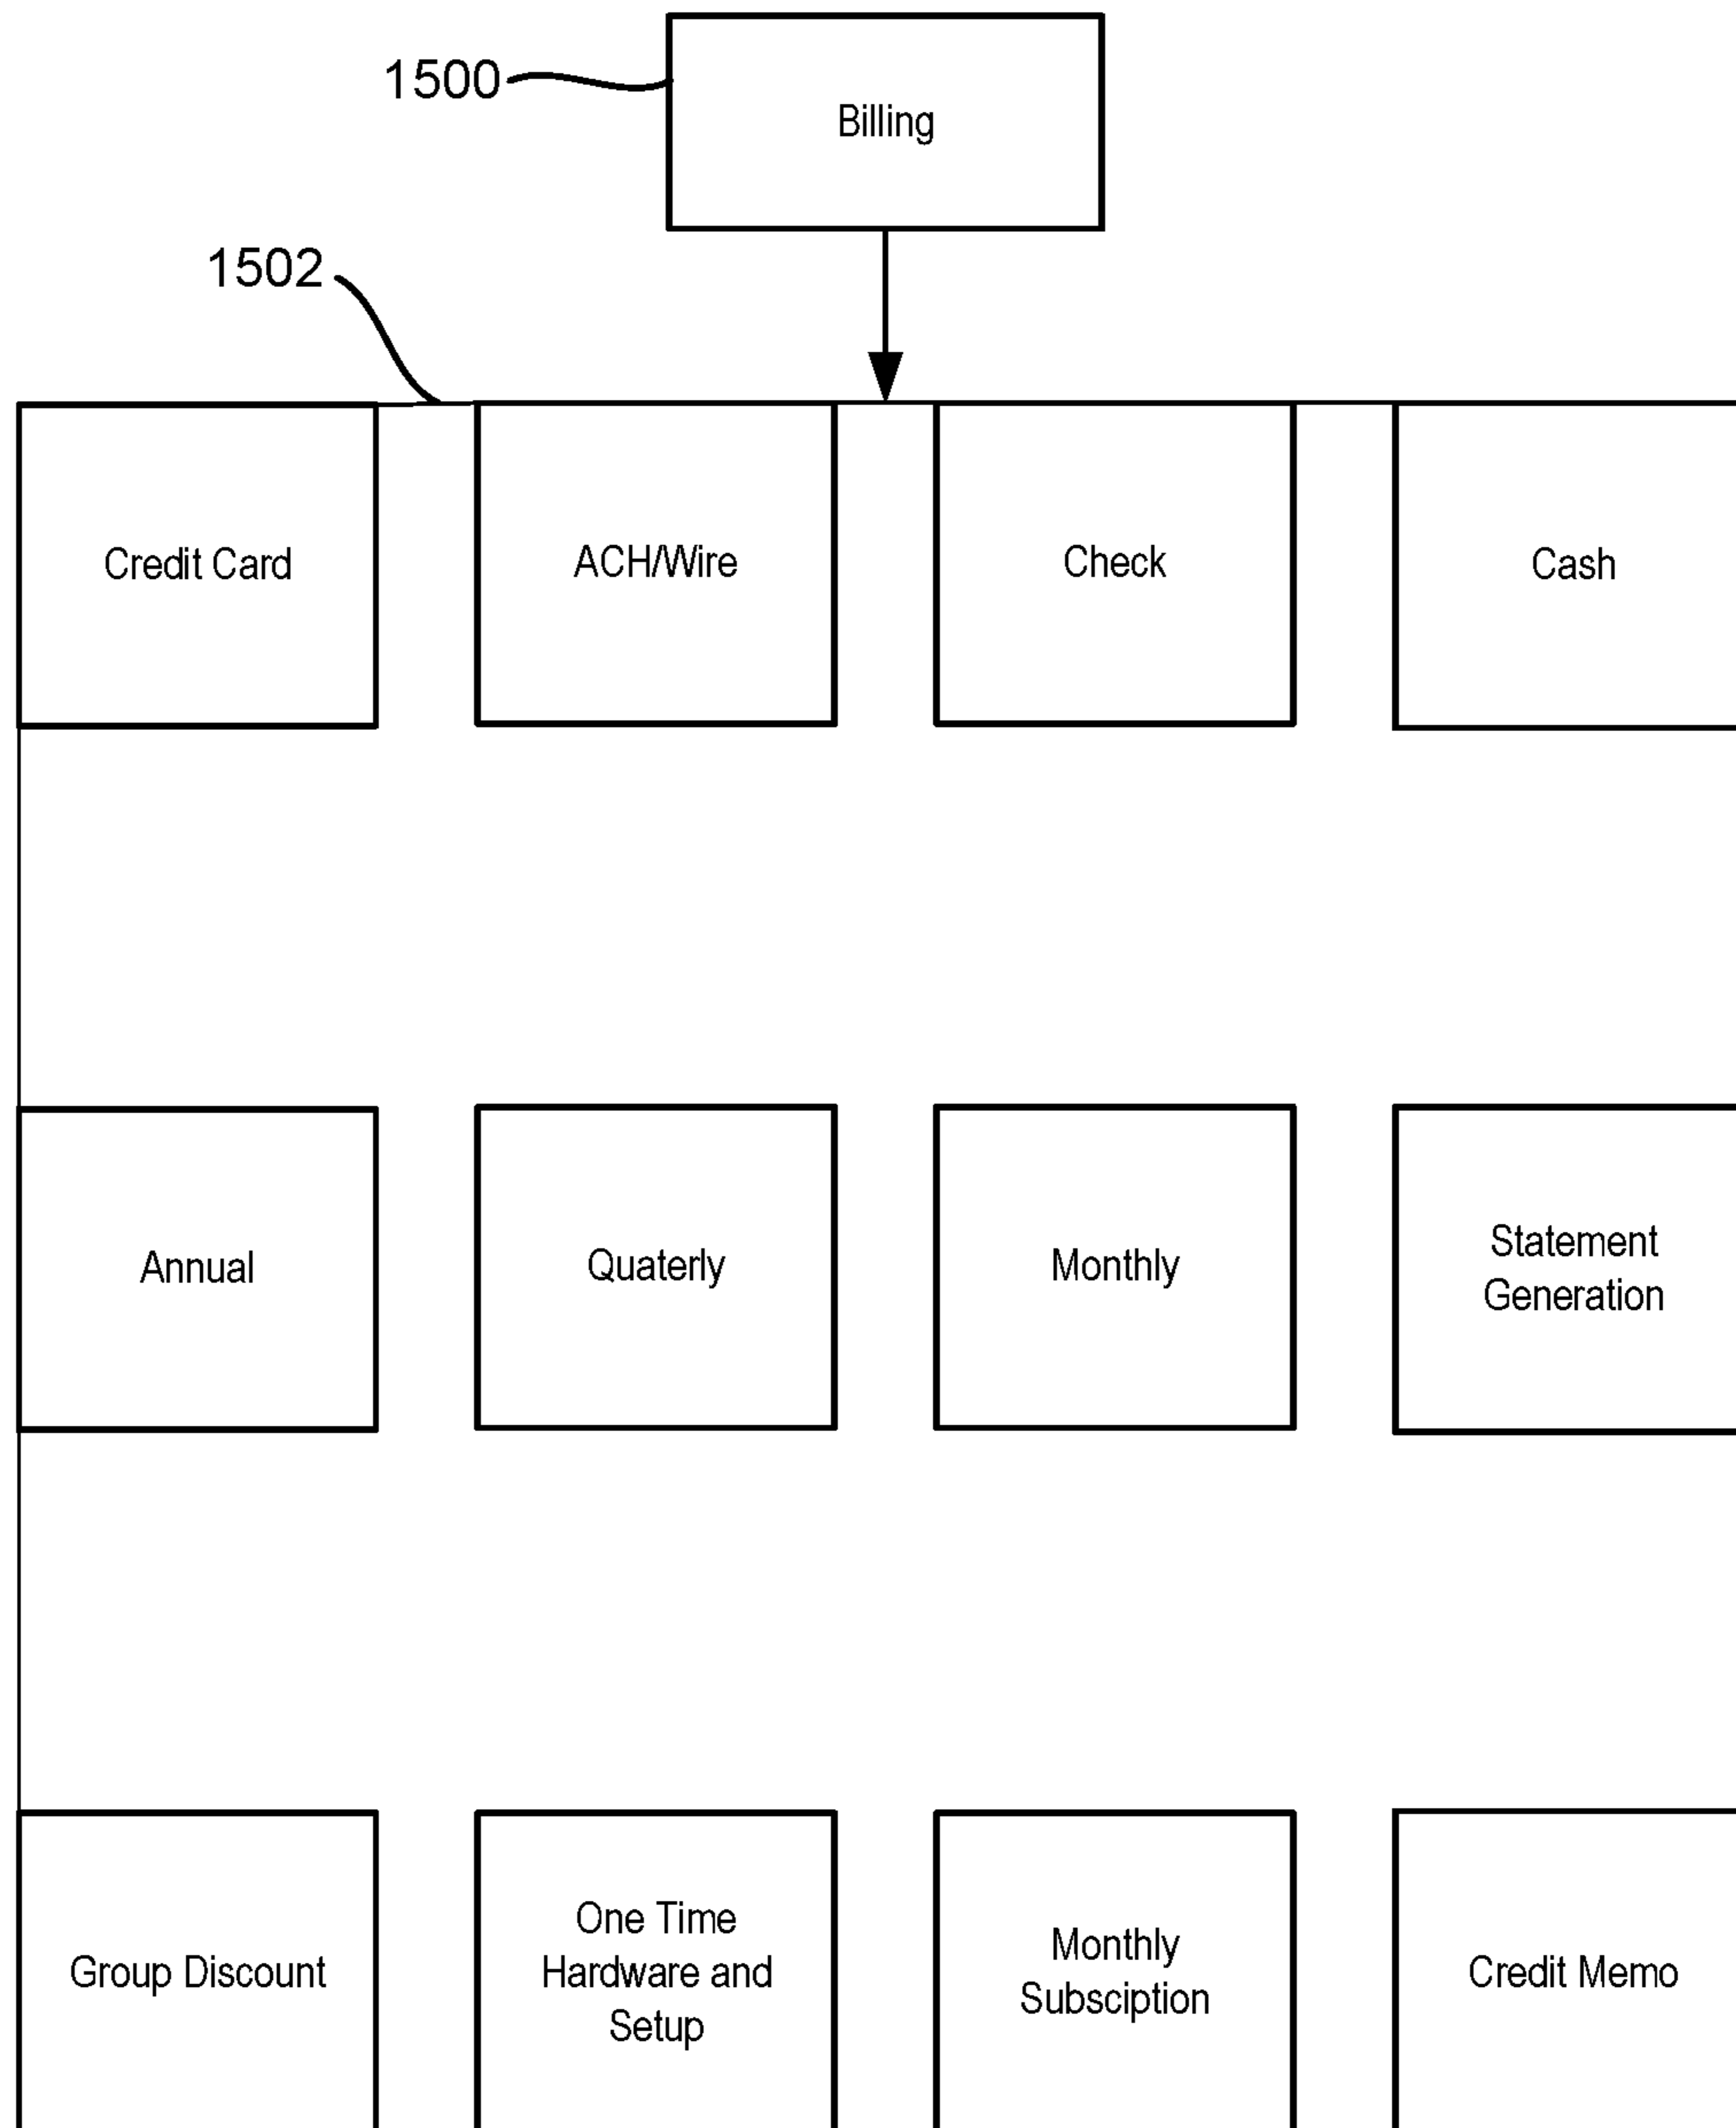 1500
Billing
1502
Credit Card
ACH/Wire
Check
Cash
Annual
Quaterly
Monthly
Statement
Generation
Group Discount
One Time
Hardware and
Setup
Monthly
Subsciption
Credit Memo